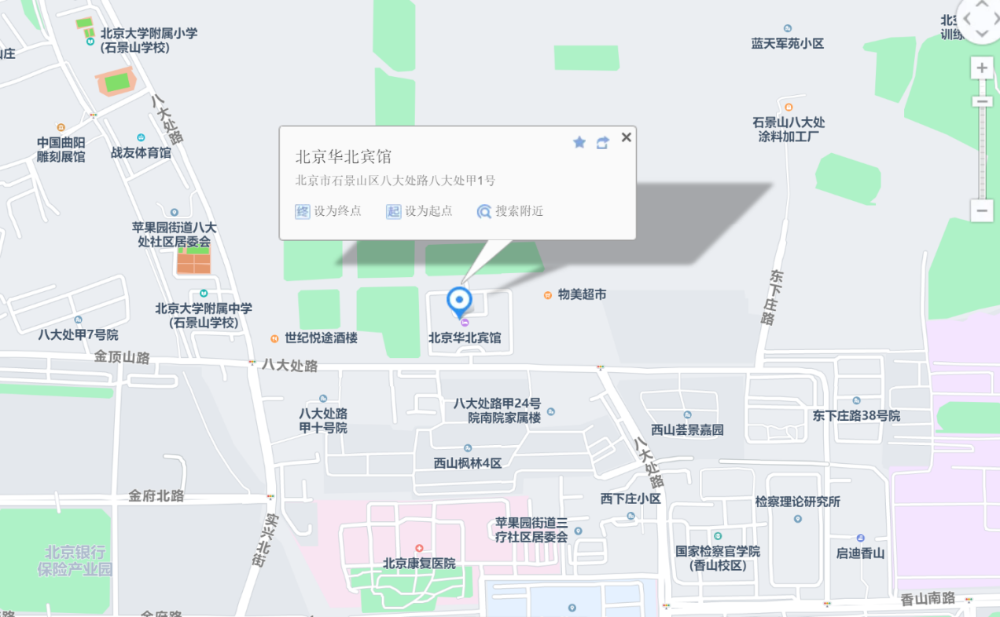 北京大学附属小学
(石景山学校)
蓝天军苑小区
训练
八大处路
石景山八大处
涂料加工厂
中国曲阳
雕刻展馆
战友体育馆
北京华北宾馆
北京市石景山区八大处路八大处甲1号
终 设为终点
起 设为起点
搜索附近
苹果园街道八大
处社区居委会
东下庄路
物美超市
北京大学附属中学
(石景山学校)
八大处甲7号院
世纪悦途酒楼
北京华北宾馆
金顶山路
八大处路
八大处路
甲十号院
八大处路甲24号
院南院家属楼
西山荟景嘉园
东下庄路38号院
西山枫林4区
八大处路
金府北路
实兴北街
西下庄小区
检察理论研究所
苹果园街道三
疗社区居委会
北京银行
保险产业园
北京康复医院
国家检察官学院
(香山校区)
启迪香山
香山南路
金府路